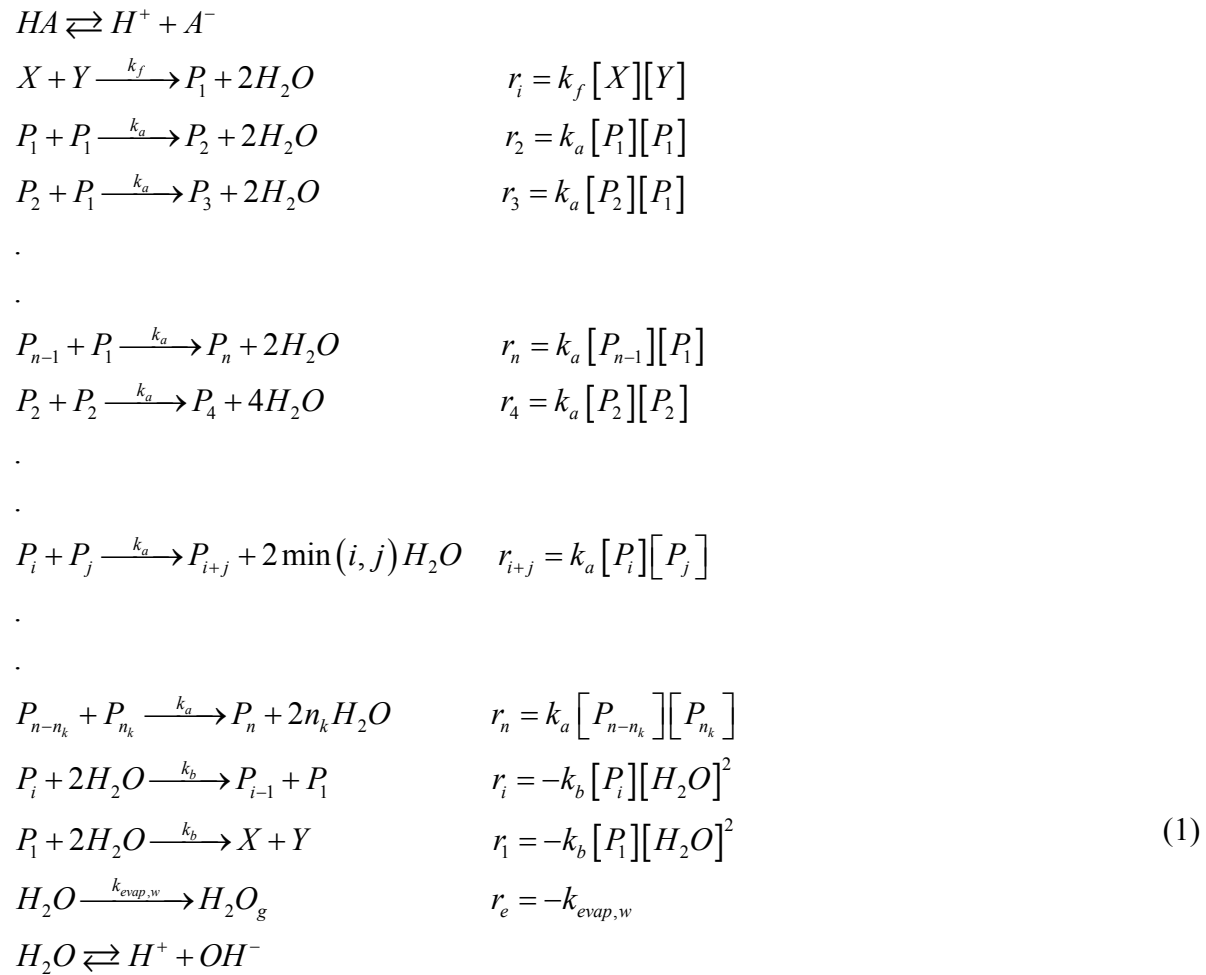 HA ⇄ H⁺ + A⁻
X + Y —k_f→ P₁ + 2H₂O r_i = k_f [X][Y]
P₁ + P₁ —k_a→ P₂ + 2H₂O r₂ = k_a [P₁][P₁]
P₂ + P₁ —k_a→ P₃ + 2H₂O r₃ = k_a [P₂][P₁]
.
.
P_{n-1} + P₁ —k_a→ P_n + 2H₂O r_n = k_a [P_{n-1}][P₁]
P₂ + P₂ —k_a→ P₄ + 4H₂O r₄ = k_a [P₂][P₂]
.
.
P_i + P_j —k_a→ P_{i+j} + 2 min(i, j) H₂O r_{i+j} = k_a [P_i][P_j]
.
.
P_{n-n_k} + P_{n_k} —k_a→ P_n + 2n_k H₂O r_n = k_a [P_{n-n_k}][P_{n_k}]
P_i + 2H₂O —k_b→ P_{i-1} + P₁ r_i = -k_b [P_i][H₂O]²
P₁ + 2H₂O —k_b→ X + Y r₁ = -k_b [P₁][H₂O]² (1)
H₂O —k_{evap,w}→ H₂O_g r_e = -k_{evap,w}
H₂O ⇄ H⁺ + OH⁻